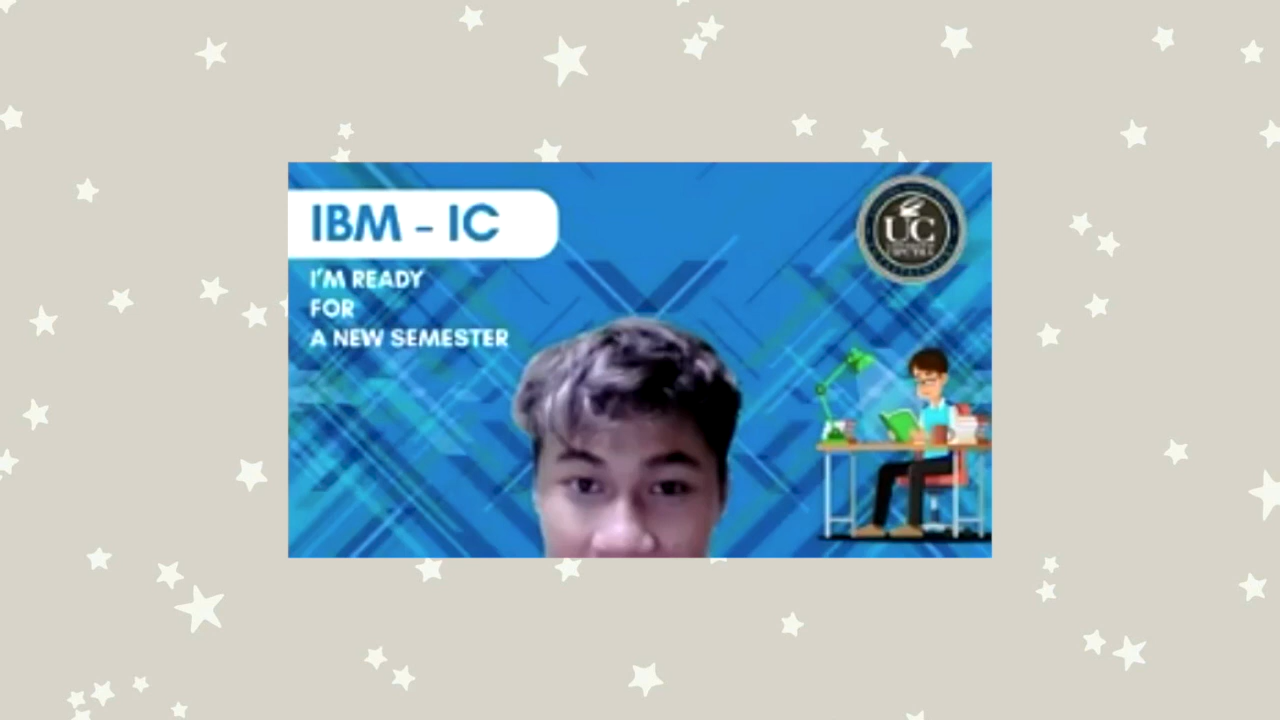 IBM - IC
I'M READY
FOR
A NEW SEMESTER
UC